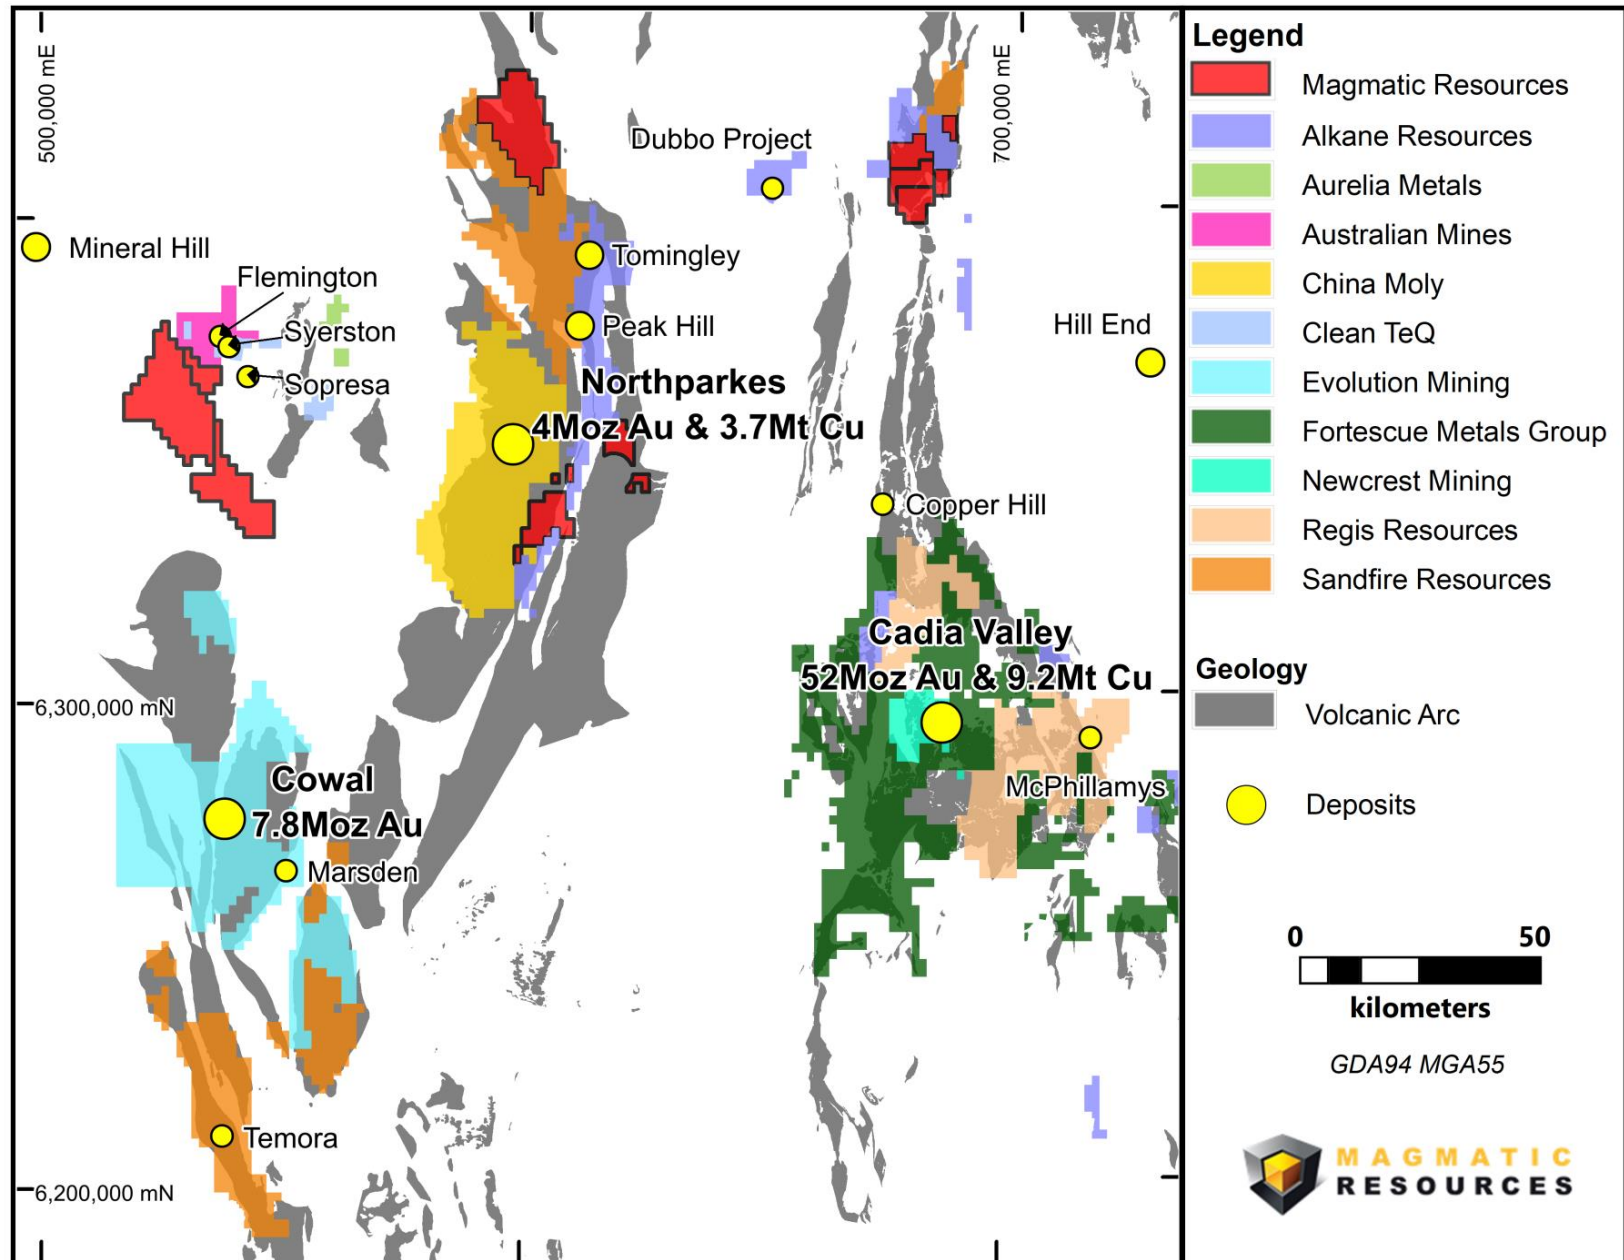 500,000 mE
700,000 mE
Dubbo Project
Mineral Hill
Tomingley
Flemington
Syerston
Sopresa
Peak Hill
Hill End
Northparkes
4Moz Au & 3.7Mt Cu
Copper Hill
Cadia Valley
52Moz Au & 9.2Mt Cu
6,300,000 mN
Cowal
7.8Moz Au
McPhillamys
Marsden
Temora
6,200,000 mN
Legend
Magmatic Resources
Alkane Resources
Aurelia Metals
Australian Mines
China Moly
Clean TeQ
Evolution Mining
Fortescue Metals Group
Newcrest Mining
Regis Resources
Sandfire Resources
Geology
Volcanic Arc
Deposits
0 50
kilometers
GDA94 MGA55
MAGMATIC
RESOURCES